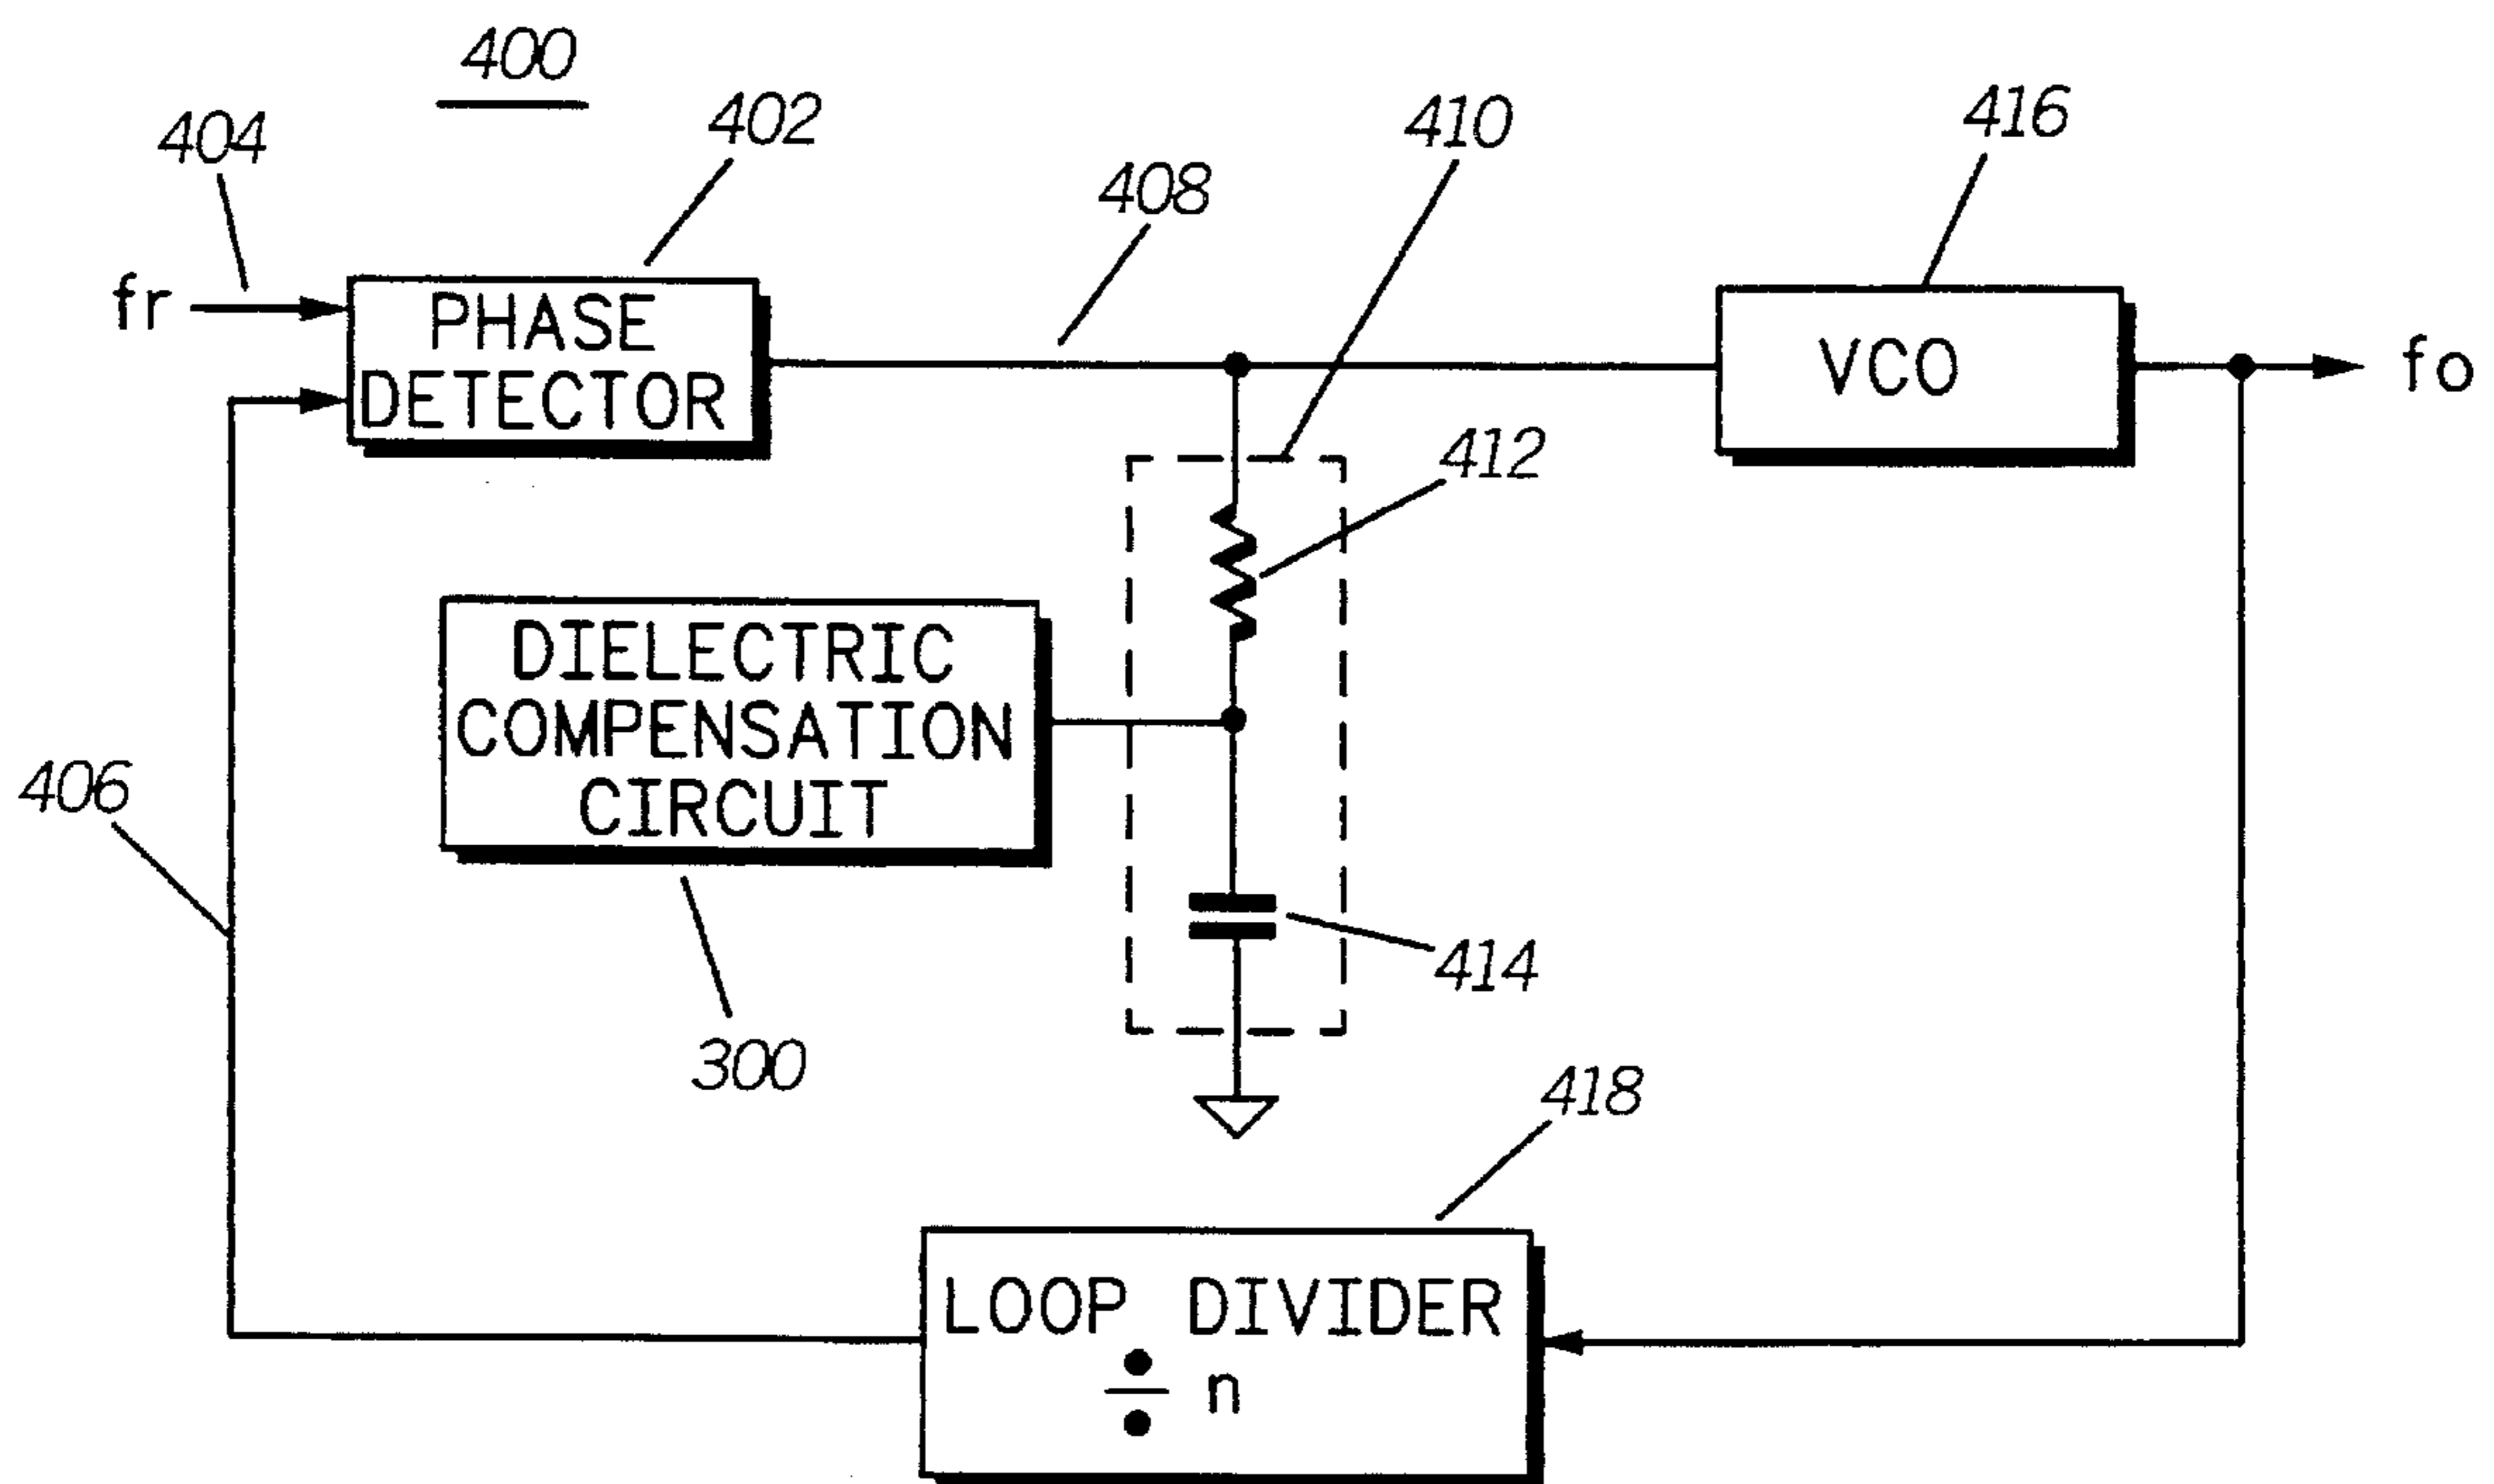 400
402
404
410
416
408
fr
PHASE
DETECTOR
VCO
fo
412
DIELECTRIC
COMPENSATION
CIRCUIT
406
414
300
418
LOOP DIVIDER
÷ n